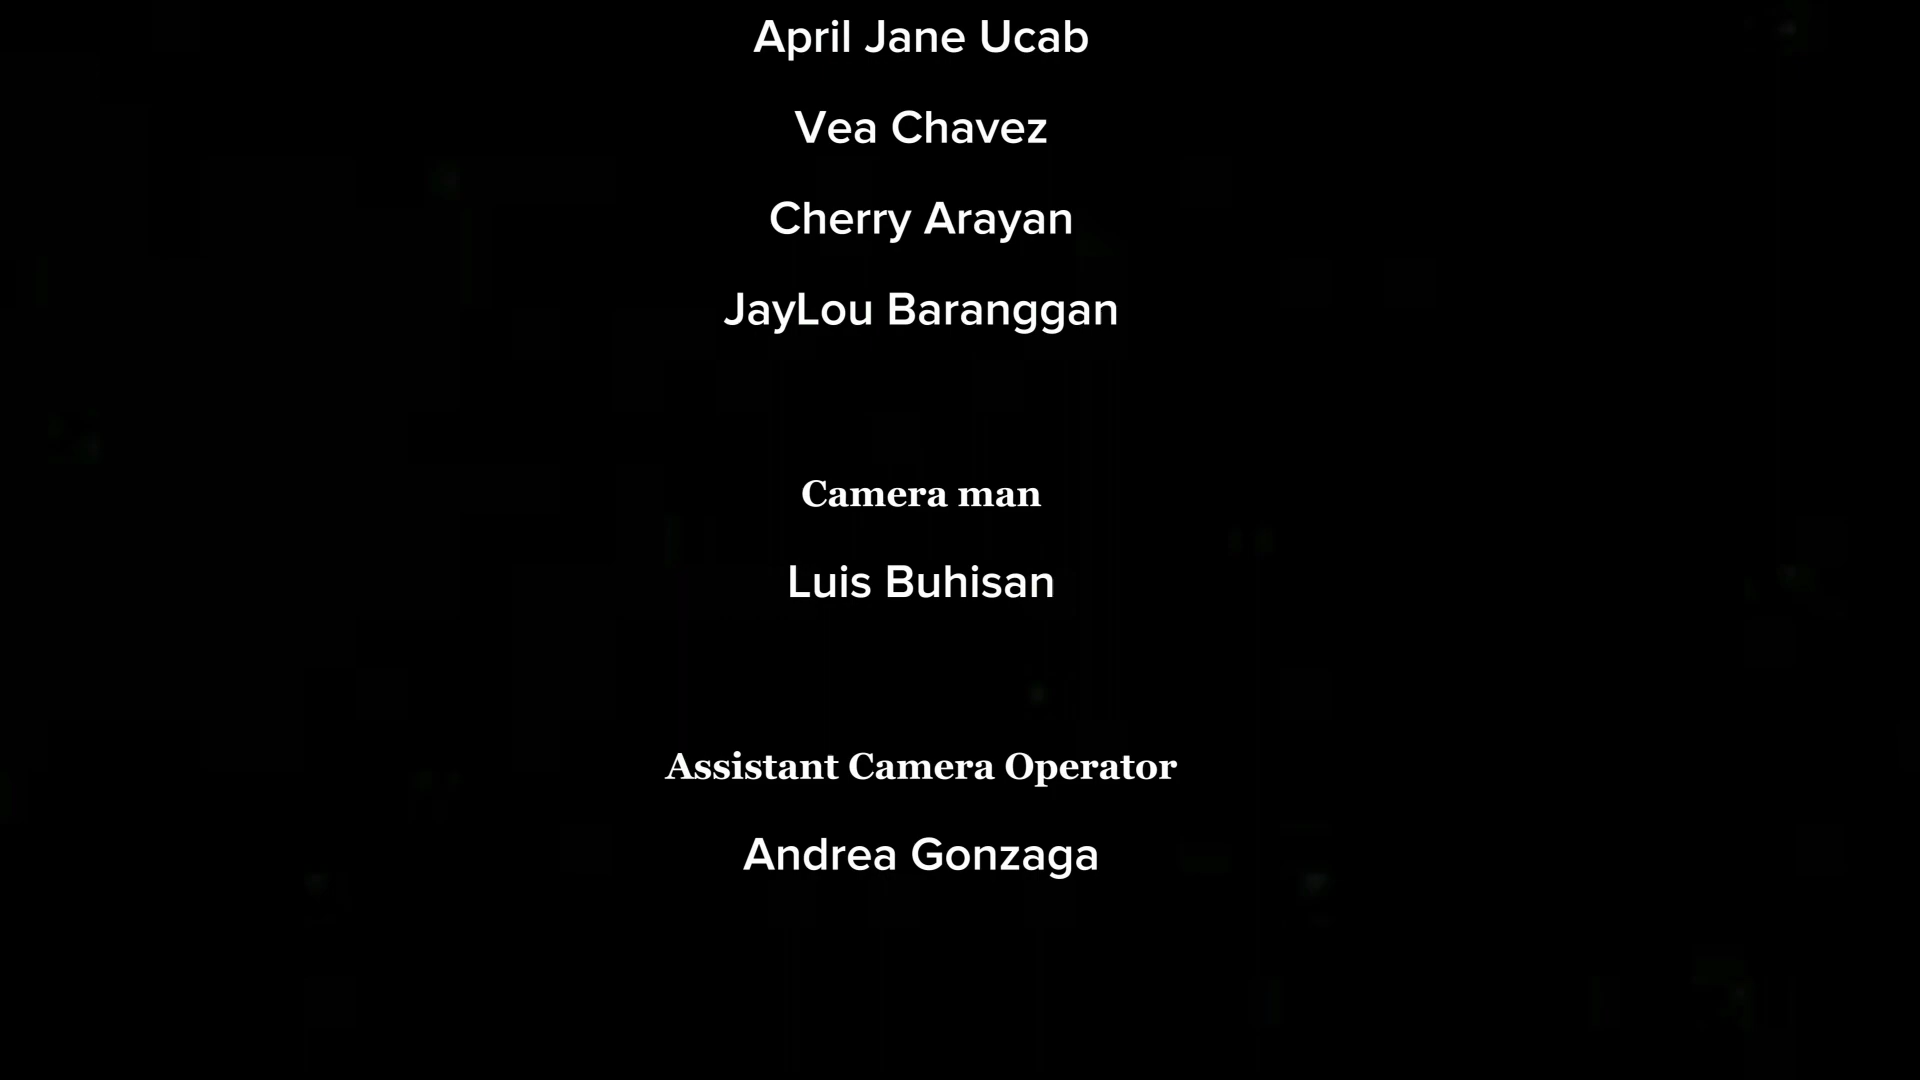 April Jane Ucab
Vea Chavez
Cherry Arayan
JayLou Baranggan
Camera man
Luis Buhisan
Assistant Camera Operator
Andrea Gonzaga